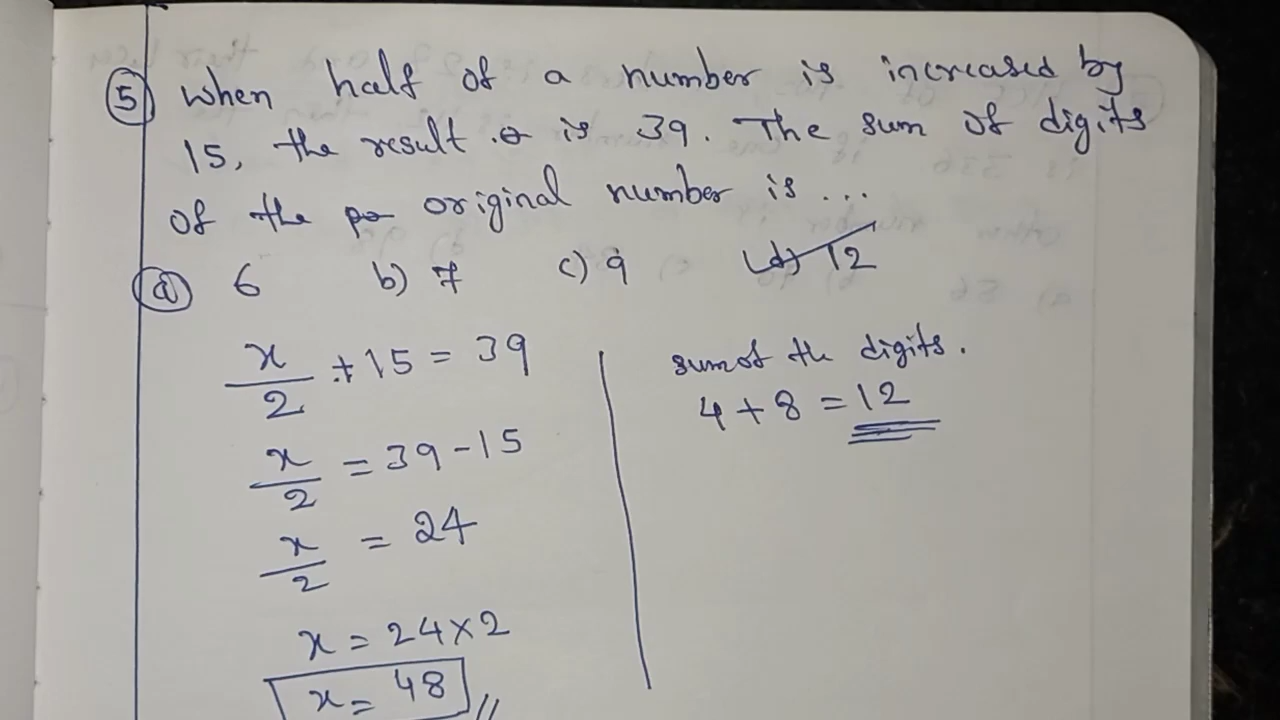 5 when half of a number is increased by
15, the result is 39. The sum of digits
of the original number is ...
a) 6 b) 7 c) 9 d) 12
x/2 + 15 = 39
x/2 = 39 - 15
x/2 = 24
x = 24 × 2
x = 48 //
sum of th digits.
4 + 8 = 12